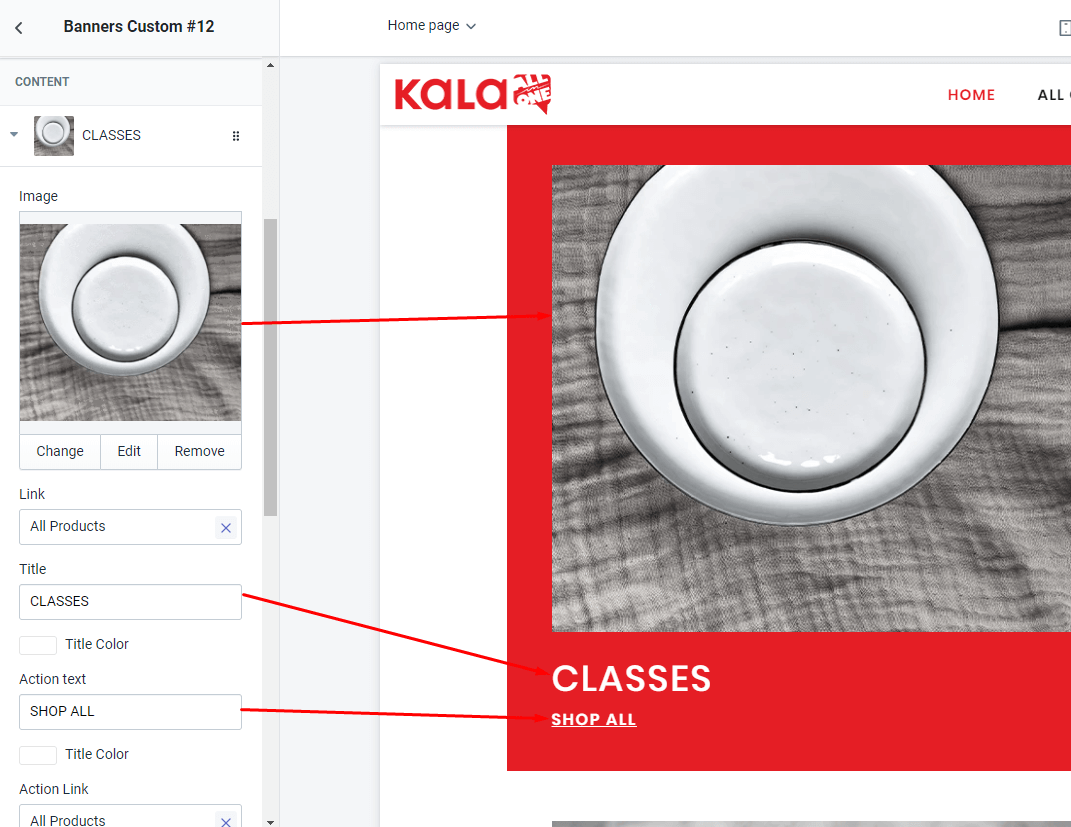 Banners Custom #12
Home page
CONTENT
CLASSES
Image
Change Edit Remove
Link
All Products
Title
CLASSES
Title Color
Action text
SHOP ALL
Title Color
Action Link
All Products
KALA ALL
ONE
HOME ALL
CLASSES
SHOP ALL